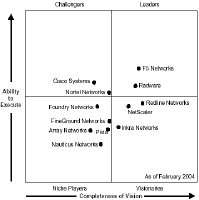 Challengers Leaders
F5 Networks
Cisco Systems
Radware
Nortel Networks
Ability
to
Execute
Foundry Networks
Redline Networks
NetScaler
FineGround Networks
Array Networks
Inkra Networks
Nauticus Networks
As of February 2004
Niche Players Visionaries
Completeness of Vision